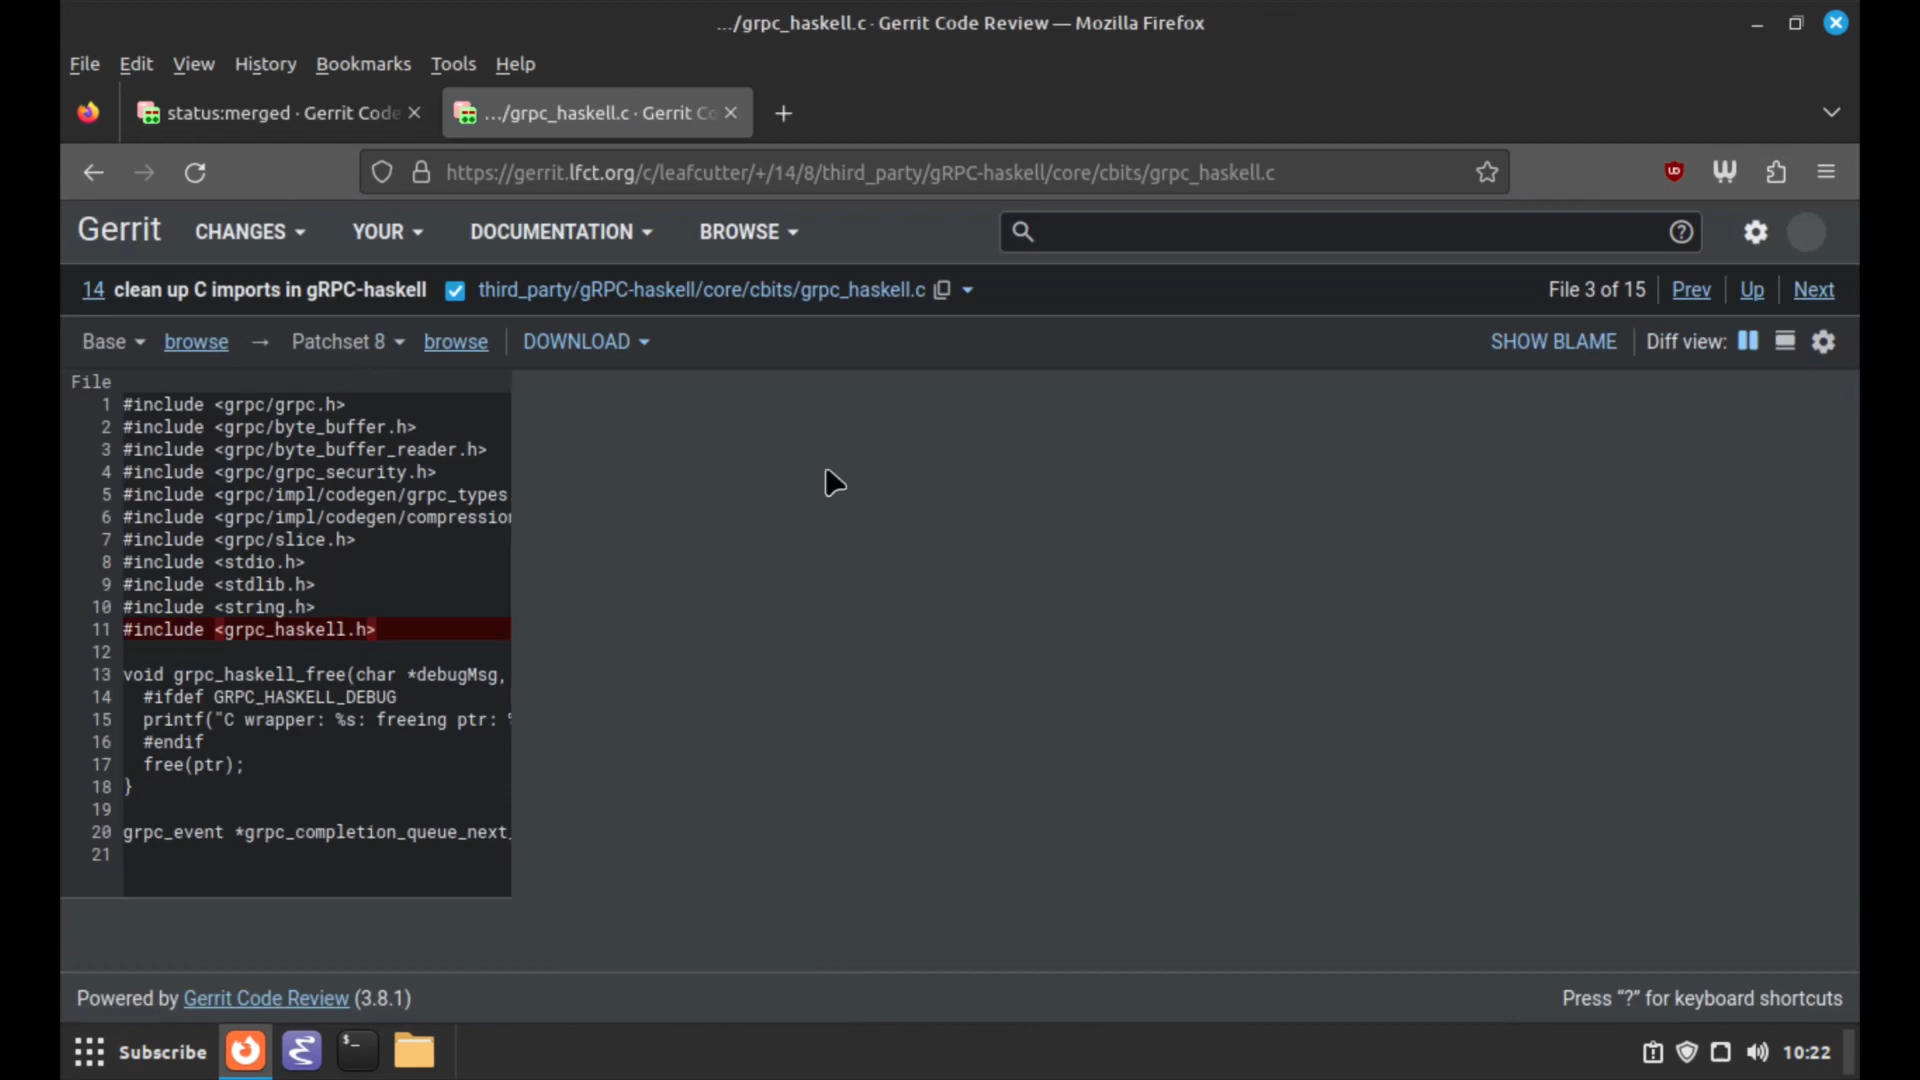 .../grpc_haskell.c · Gerrit Code Review — Mozilla Firefox
File Edit View History Bookmarks Tools Help
status:merged · Gerrit Code
.../grpc_haskell.c · Gerrit Co
https://gerrit.lfct.org/c/leafcutter/+/14/8/third_party/gRPC-haskell/core/cbits/grpc_haskell.c
Gerrit CHANGES YOUR DOCUMENTATION BROWSE
14 clean up C imports in gRPC-haskell third_party/gRPC-haskell/core/cbits/grpc_haskell.c File 3 of 15 Prev Up Next
Base browse → Patchset 8 browse DOWNLOAD SHOW BLAME Diff view:
File
1 #include <grpc/grpc.h>
2 #include <grpc/byte_buffer.h>
3 #include <grpc/byte_buffer_reader.h>
4 #include <grpc/grpc_security.h>
5 #include <grpc/impl/codegen/grpc_types.
6 #include <grpc/impl/codegen/compression
7 #include <grpc/slice.h>
8 #include <stdio.h>
9 #include <stdlib.h>
10 #include <string.h>
11 #include <grpc_haskell.h>
12
13 void grpc_haskell_free(char *debugMsg,
14 #ifdef GRPC_HASKELL_DEBUG
15 printf("C wrapper: %s: freeing ptr: %
16 #endif
17 free(ptr);
18 }
19
20 grpc_event *grpc_completion_queue_next_
21
Powered by Gerrit Code Review (3.8.1) Press “?” for keyboard shortcuts
Subscribe 10:22